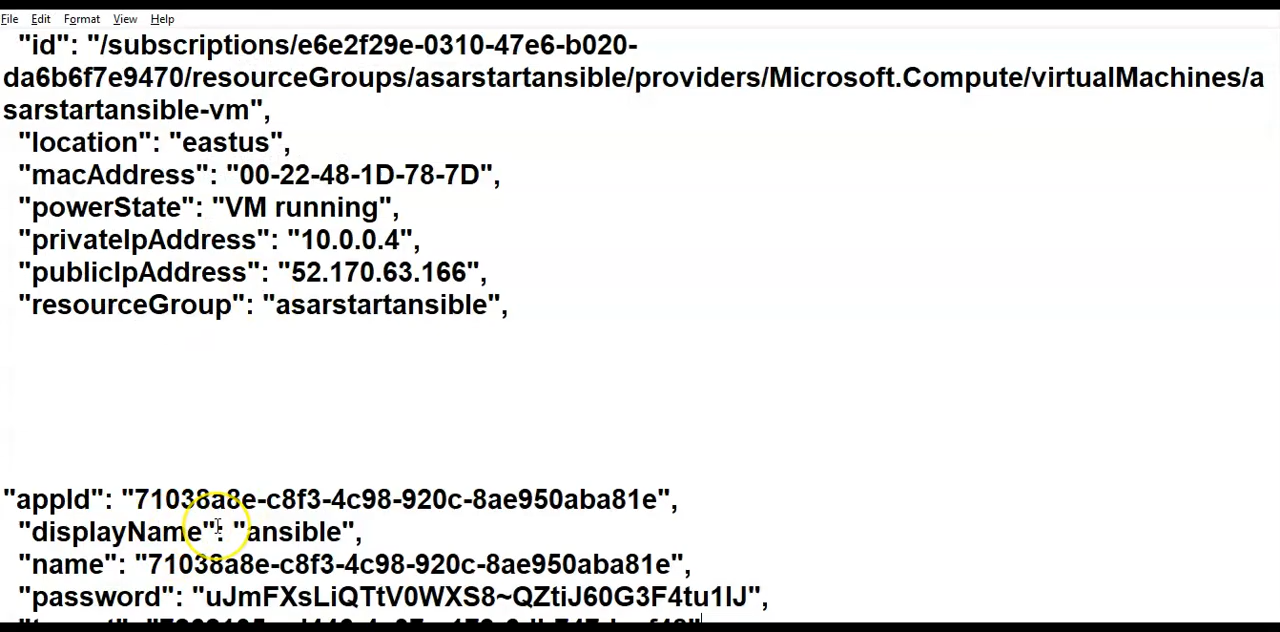 File Edit Format View Help
"id": "/subscriptions/e6e2f29e-0310-47e6-b020-
da6b6f7e9470/resourceGroups/asarstartansible/providers/Microsoft.Compute/virtualMachines/a
sarstartansible-vm",
"location": "eastus",
"macAddress": "00-22-48-1D-78-7D",
"powerState": "VM running",
"privateIpAddress": "10.0.0.4",
"publicIpAddress": "52.170.63.166",
"resourceGroup": "asarstartansible",
"appId": "71038a8e-c8f3-4c98-920c-8ae950aba81e",
"displayName": "ansible",
"name": "71038a8e-c8f3-4c98-920c-8ae950aba81e",
"password": "uJmFXsLiQTtV0WXS8~QZtiJ60G3F4tu1lJ",